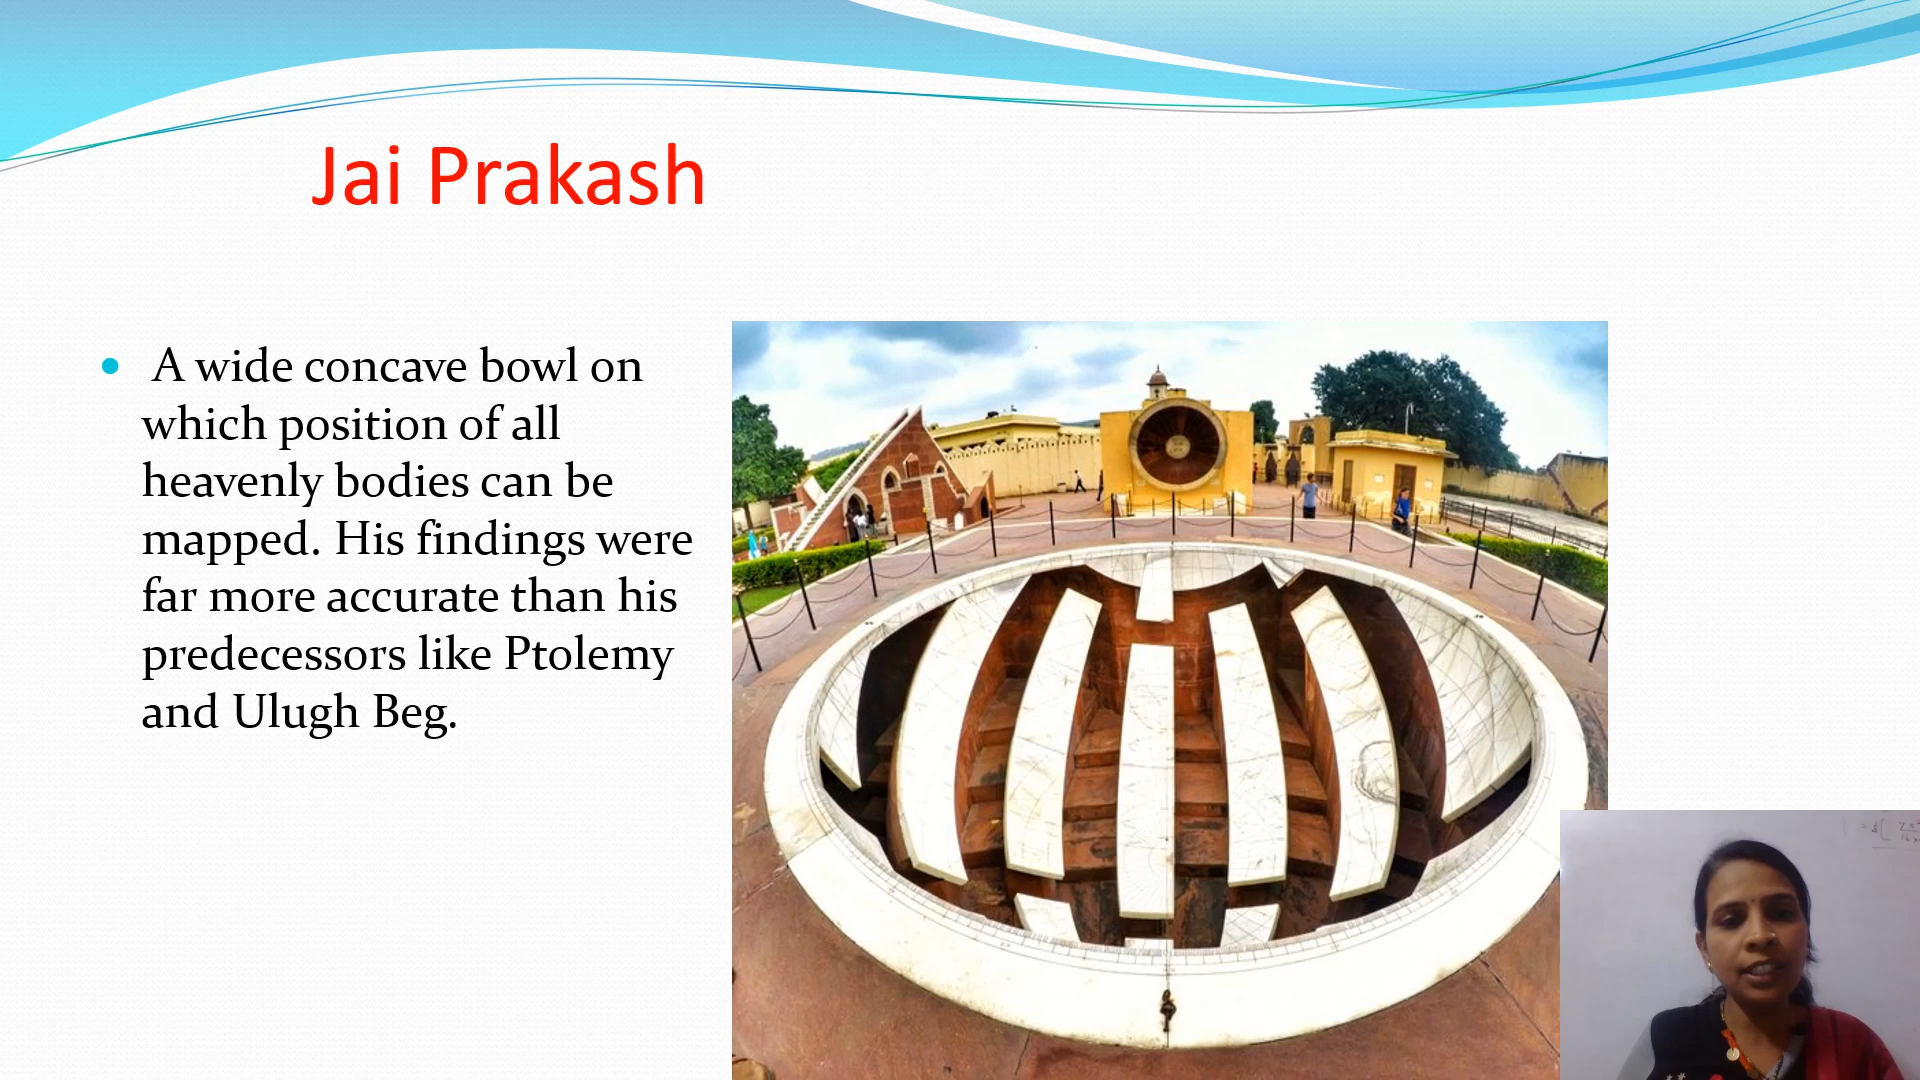 Jai Prakash
A wide concave bowl on
which position of all
heavenly bodies can be
mapped. His findings were
far more accurate than his
predecessors like Ptolemy
and Ulugh Beg.